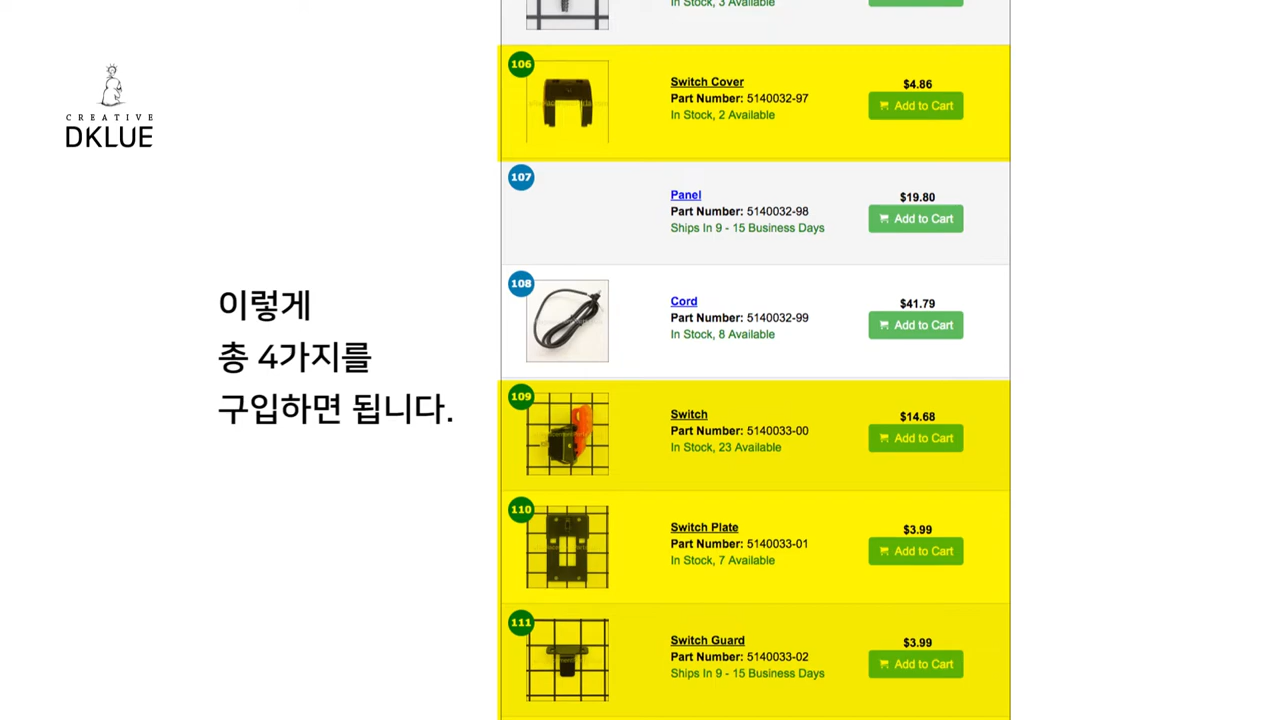 In Stock, 3 Available
106
Switch Cover
$4.86
Part Number: 5140032-97
Add to Cart
In Stock, 2 Available
CREATIVE
DKLUE
107
Panel
$19.80
Part Number: 5140032-98
Add to Cart
Ships In 9 - 15 Business Days
108
Cord
$41.79
Part Number: 5140032-99
Add to Cart
In Stock, 8 Available
이렇게
총 4가지를
구입하면 됩니다.
109
Switch
$14.68
Part Number: 5140033-00
Add to Cart
In Stock, 23 Available
110
Switch Plate
$3.99
Part Number: 5140033-01
Add to Cart
In Stock, 7 Available
111
Switch Guard
$3.99
Part Number: 5140033-02
Add to Cart
Ships In 9 - 15 Business Days